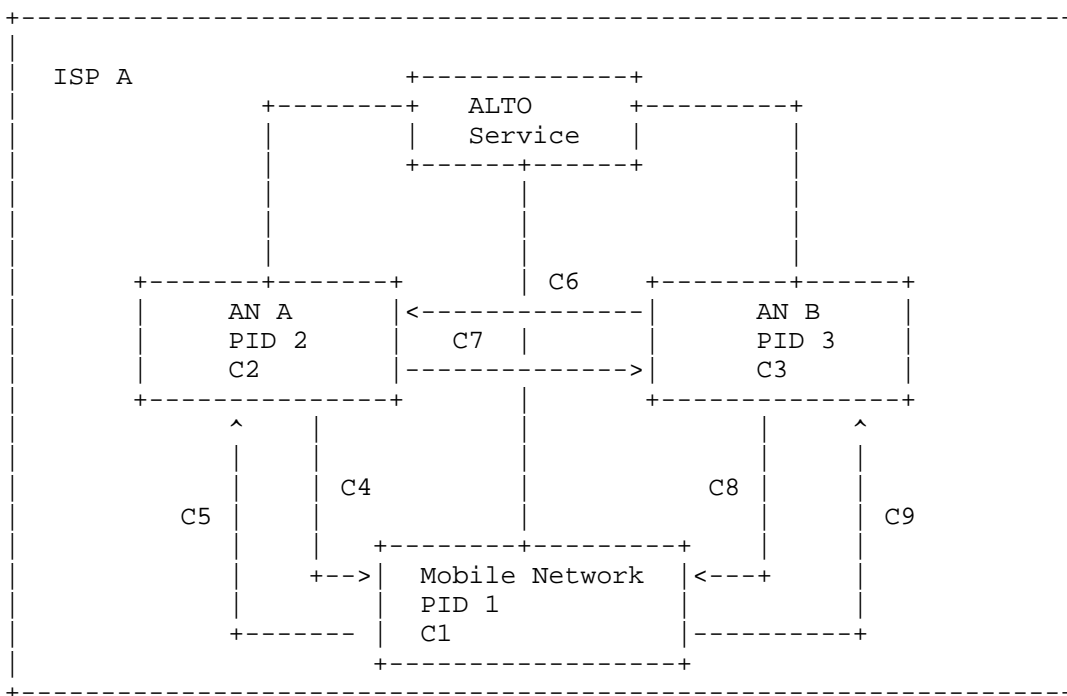 ISP A
ALTO
Service
C6
AN A AN B
PID 2 C7 PID 3
C2 C3
C4 C8
C5 C9
Mobile Network
PID 1
C1